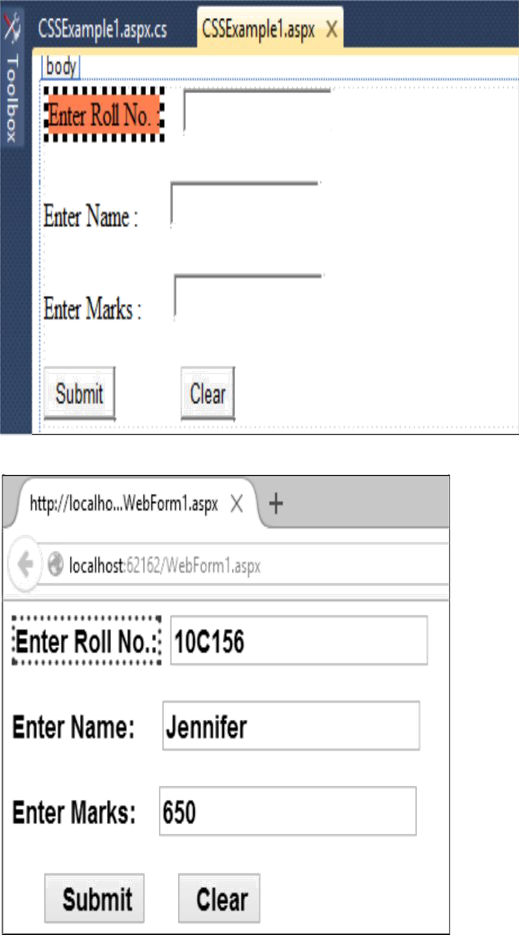 CSSExample1.aspx.cs CSSExample1.aspx X
Toolbox
body
Enter Roll No. :
Enter Name :
Enter Marks :
Submit Clear
http://localho...WebForm1.aspx X +
localhost:62162/WebForm1.aspx
Enter Roll No.: 10C156
Enter Name: Jennifer
Enter Marks: 650
Submit Clear